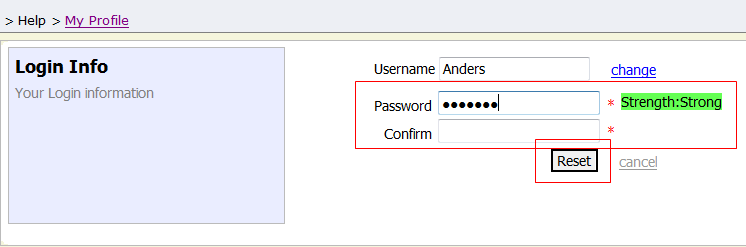 > Help > My Profile
Login Info
Your Login information
Username Anders change
Password ●●●●●●● * Strength:Strong
Confirm *
Reset cancel